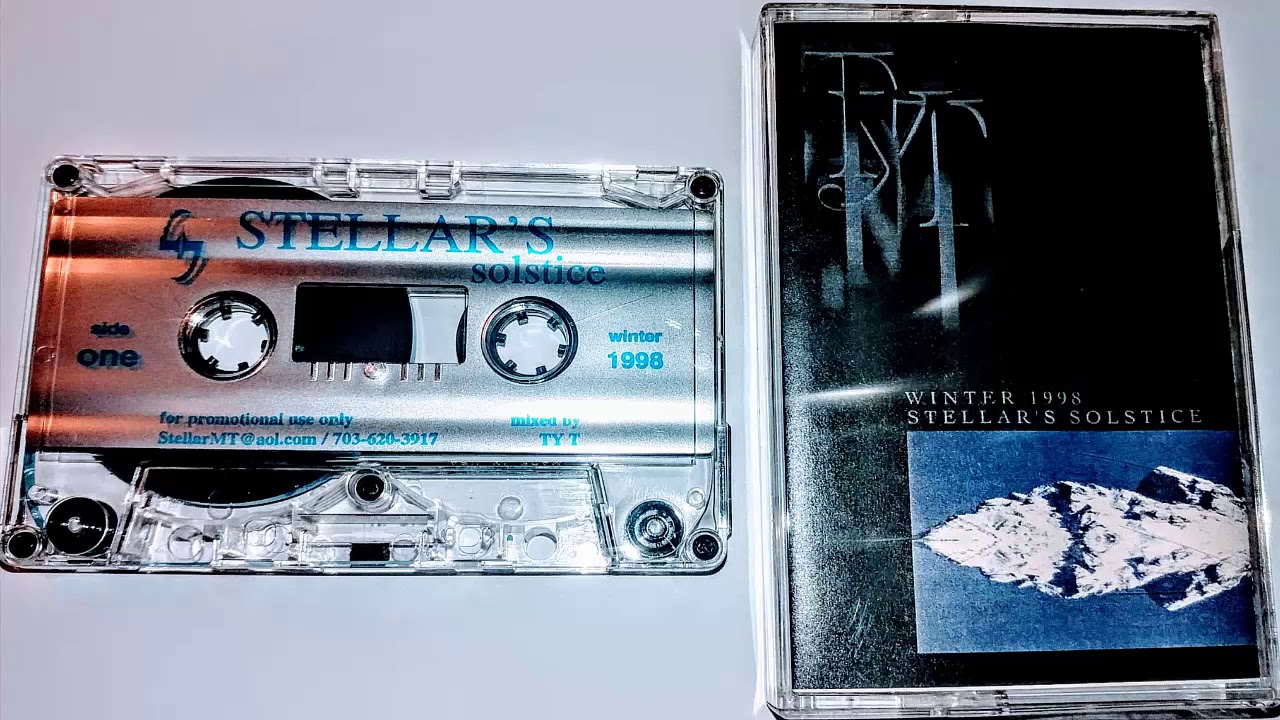 STELLAR'S
solstice
side
one
winter
1998
for promotional use only
StellarMT@aol.com / 703-620-3917
mixed by
TY T
WINTER 1998
STELLAR'S SOLSTICE